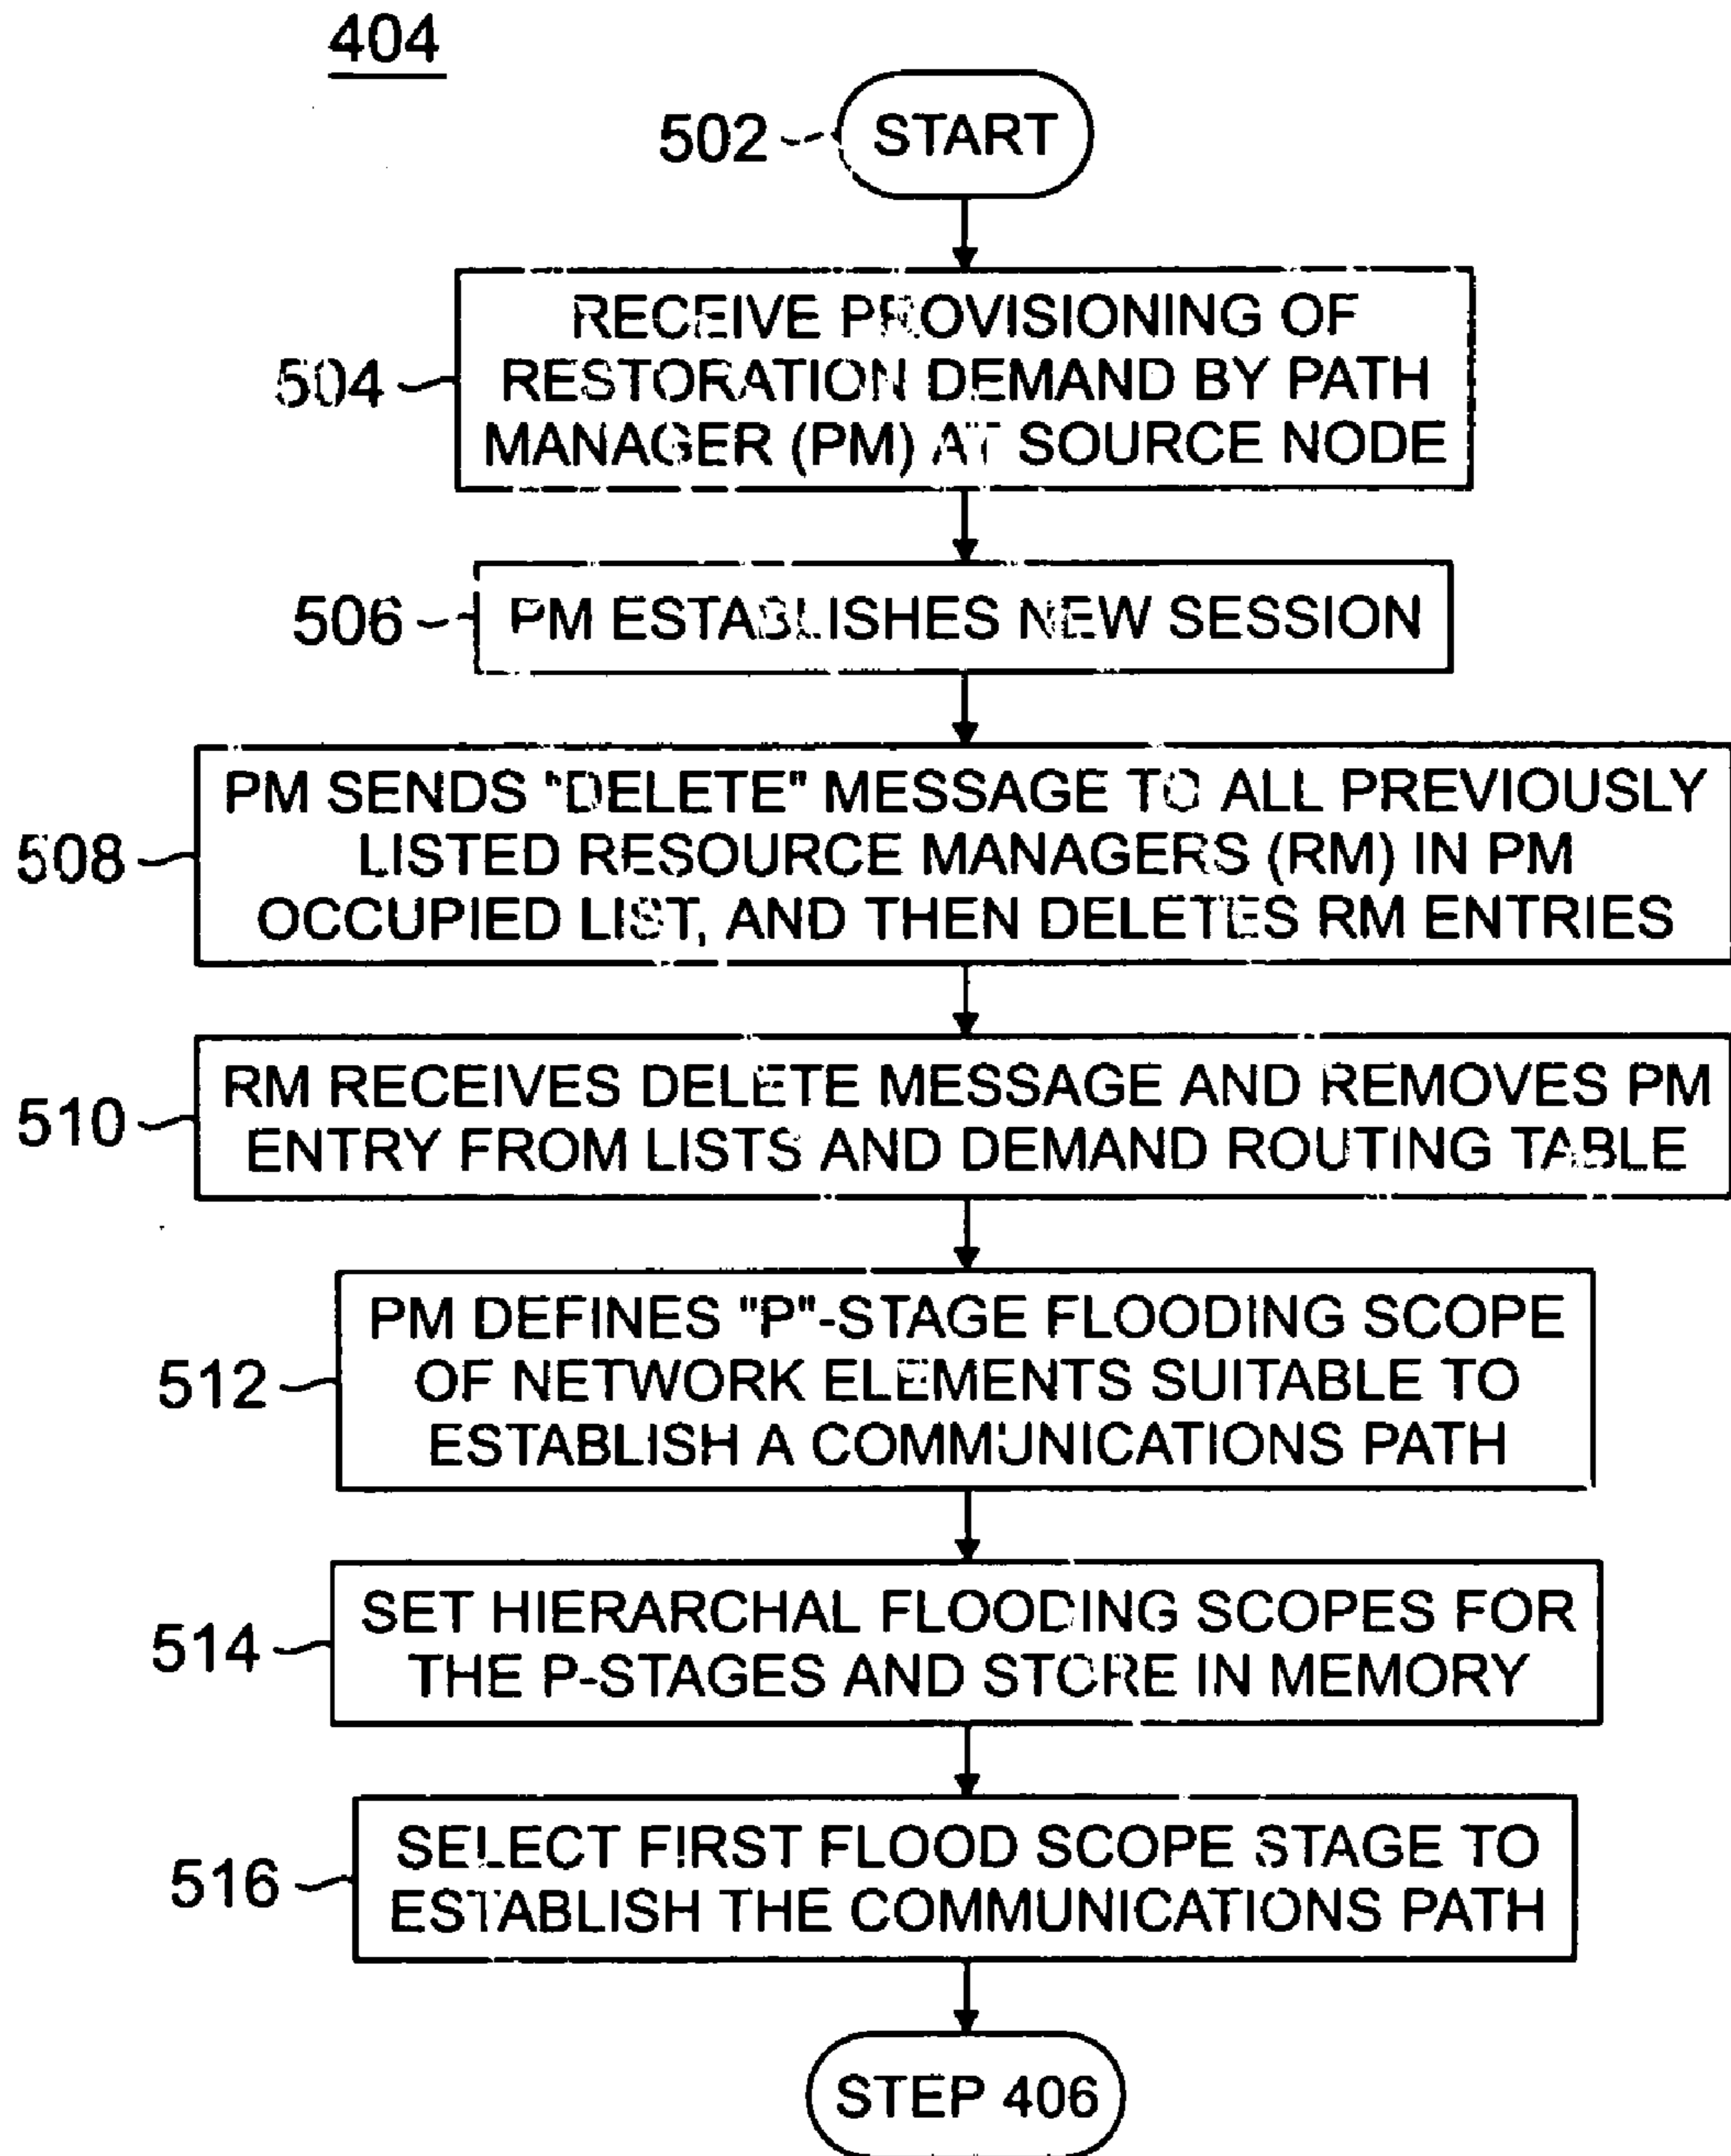 404
502 START
504 RECEIVE PROVISIONING OF
RESTORATION DEMAND BY PATH
MANAGER (PM) AT SOURCE NODE
506 PM ESTABLISHES NEW SESSION
508 PM SENDS "DELETE" MESSAGE TO ALL PREVIOUSLY
LISTED RESOURCE MANAGERS (RM) IN PM
OCCUPIED LIST, AND THEN DELETES RM ENTRIES
510 RM RECEIVES DELETE MESSAGE AND REMOVES PM
ENTRY FROM LISTS AND DEMAND ROUTING TABLE
512 PM DEFINES "P"-STAGE FLOODING SCOPE
OF NETWORK ELEMENTS SUITABLE TO
ESTABLISH A COMMUNICATIONS PATH
514 SET HIERARCHAL FLOODING SCOPES FOR
THE P-STAGES AND STORE IN MEMORY
516 SELECT FIRST FLOOD SCOPE STAGE TO
ESTABLISH THE COMMUNICATIONS PATH
STEP 406